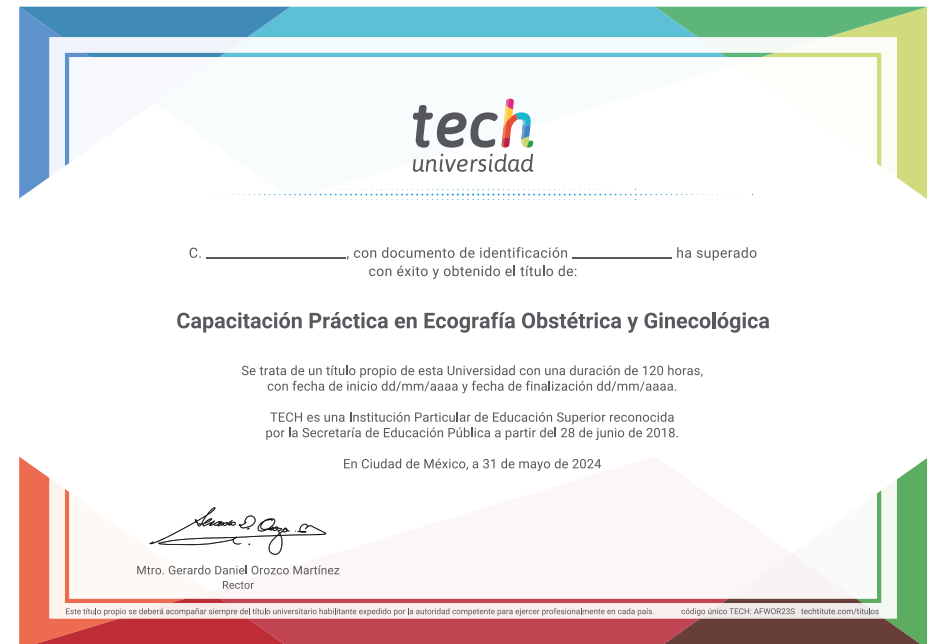 tech
universidad
C. ____________, con documento de identificación ____________ ha superado
con éxito y obtenido el título de:
Capacitación Práctica en Ecografía Obstétrica y Ginecológica
Se trata de un título propio de esta Universidad con una duración de 120 horas,
con fecha de inicio dd/mm/aaaa y fecha de finalización dd/mm/aaaa.
TECH es una Institución Particular de Educación Superior reconocida
por la Secretaría de Educación Pública a partir del 28 de junio de 2018.
En Ciudad de México, a 31 de mayo de 2024
Mtro. Gerardo Daniel Orozco Martínez
Rector
Este título propio se deberá acompañar siempre del título universitario habilitante expedido por la autoridad competente para ejercer profesionalmente en cada país. código único TECH: AFWOR23S techtitute.com/titulos